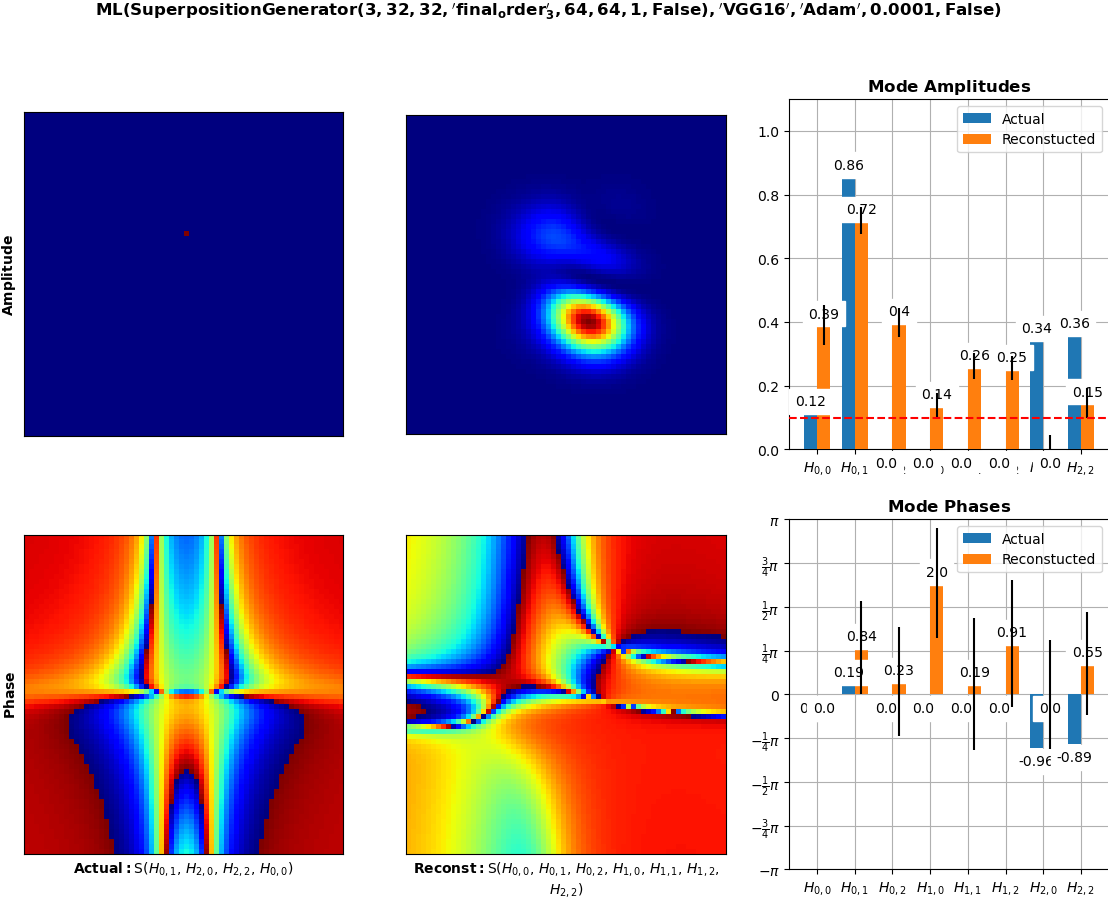 ML(SuperpositionGenerator(3, 32, 32, ′final_order′_3, 64, 64, 1, False), ′VGG16′, ′Adam′, 0.0001, False)
Mode Amplitudes
Amplitude
Actual
Reconstucted
1.0
0.8
0.6
0.4
0.2
0.0
0.86
0.72
0.39
0.4
0.34
0.36
0.26
0.25
0.14
0.15
0.12
0.0 0.0 0.0 0.0 0.0
H_{0,0} H_{0,1} H_{2,2}
Mode Phases
Phase
Actual
Reconstucted
π
3/4π
1/2π
1/4π
0
−1/4π
−1/2π
−3/4π
−π
2.0
0.84
0.91
0.19
0.23
0.19
0.55
0.0 0.0 0.0 0.0 0.0 0.0
-0.96
-0.89
H_{0,0} H_{0,1} H_{0,2} H_{1,0} H_{1,1} H_{1,2} H_{2,0} H_{2,2}
Actual: S(H_{0,1}, H_{2,0}, H_{2,2}, H_{0,0})
Reconst: S(H_{0,0}, H_{0,1}, H_{0,2}, H_{1,0}, H_{1,1}, H_{1,2},
H_{2,2})